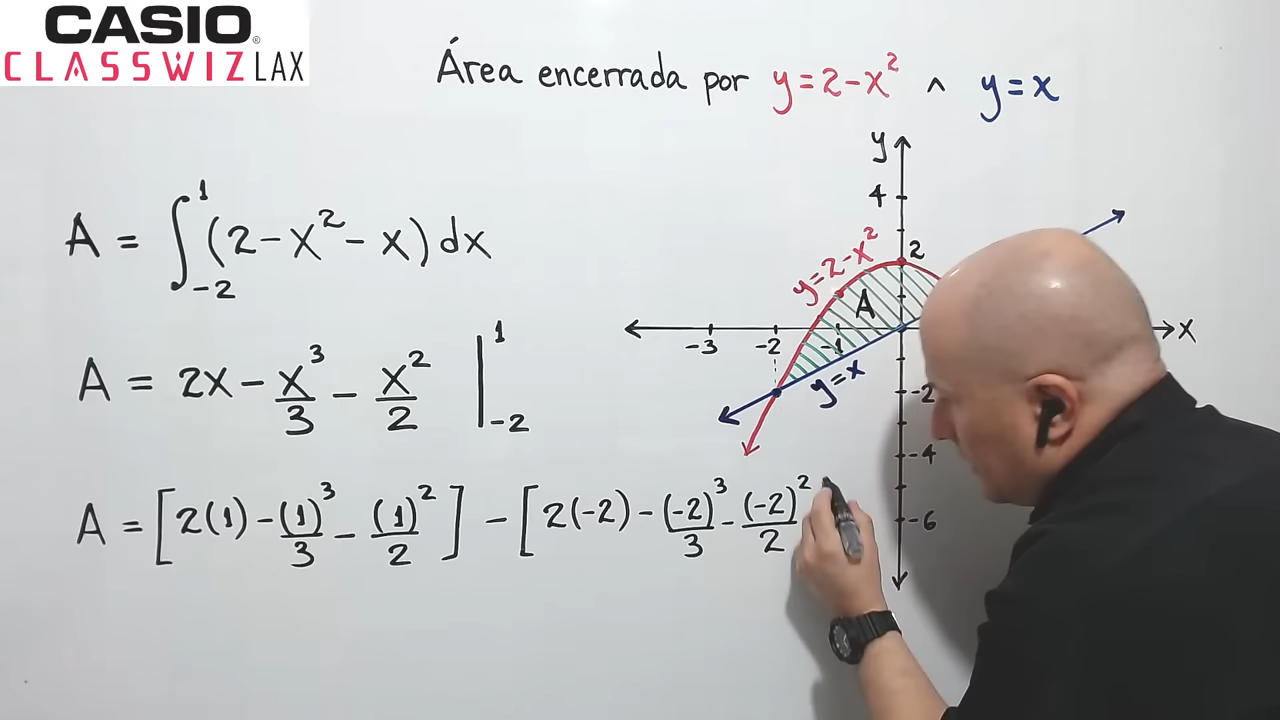 CASIO®
CLASSWIZ LAX
Área encerrada por y=2-x² ∧ y=x
A = ∫₋₂¹ (2-x²-x) dx
A = 2x - x³/3 - x²/2 |₋₂¹
A = [2(1) - (1)³/3 - (1)²/2] - [2(-2) - (-2)³/3 - (-2)²/2
y
4
2
y=2-x²
A
-3
-2
-1
x
y=x
-2
-4
-6